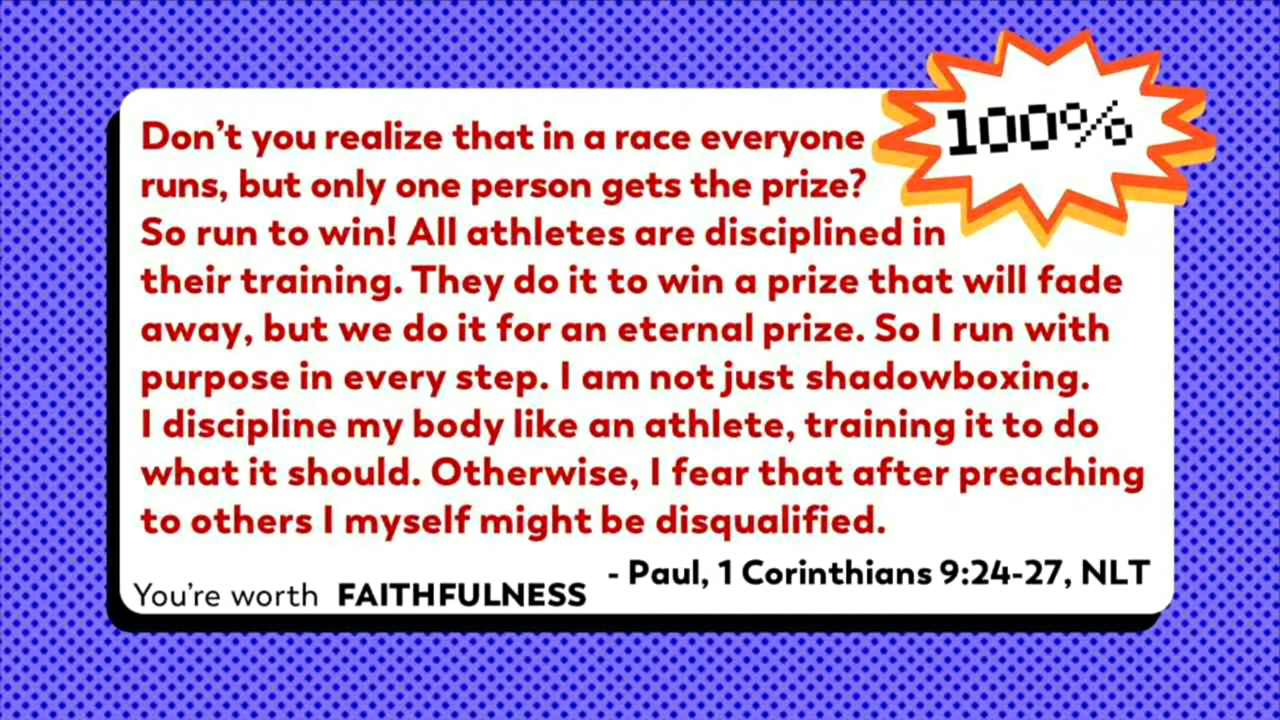 100%
Don't you realize that in a race everyone
runs, but only one person gets the prize?
So run to win! All athletes are disciplined in
their training. They do it to win a prize that will fade
away, but we do it for an eternal prize. So I run with
purpose in every step. I am not just shadowboxing.
I discipline my body like an athlete, training it to do
what it should. Otherwise, I fear that after preaching
to others I myself might be disqualified.
- Paul, 1 Corinthians 9:24-27, NLT
You're worth FAITHFULNESS